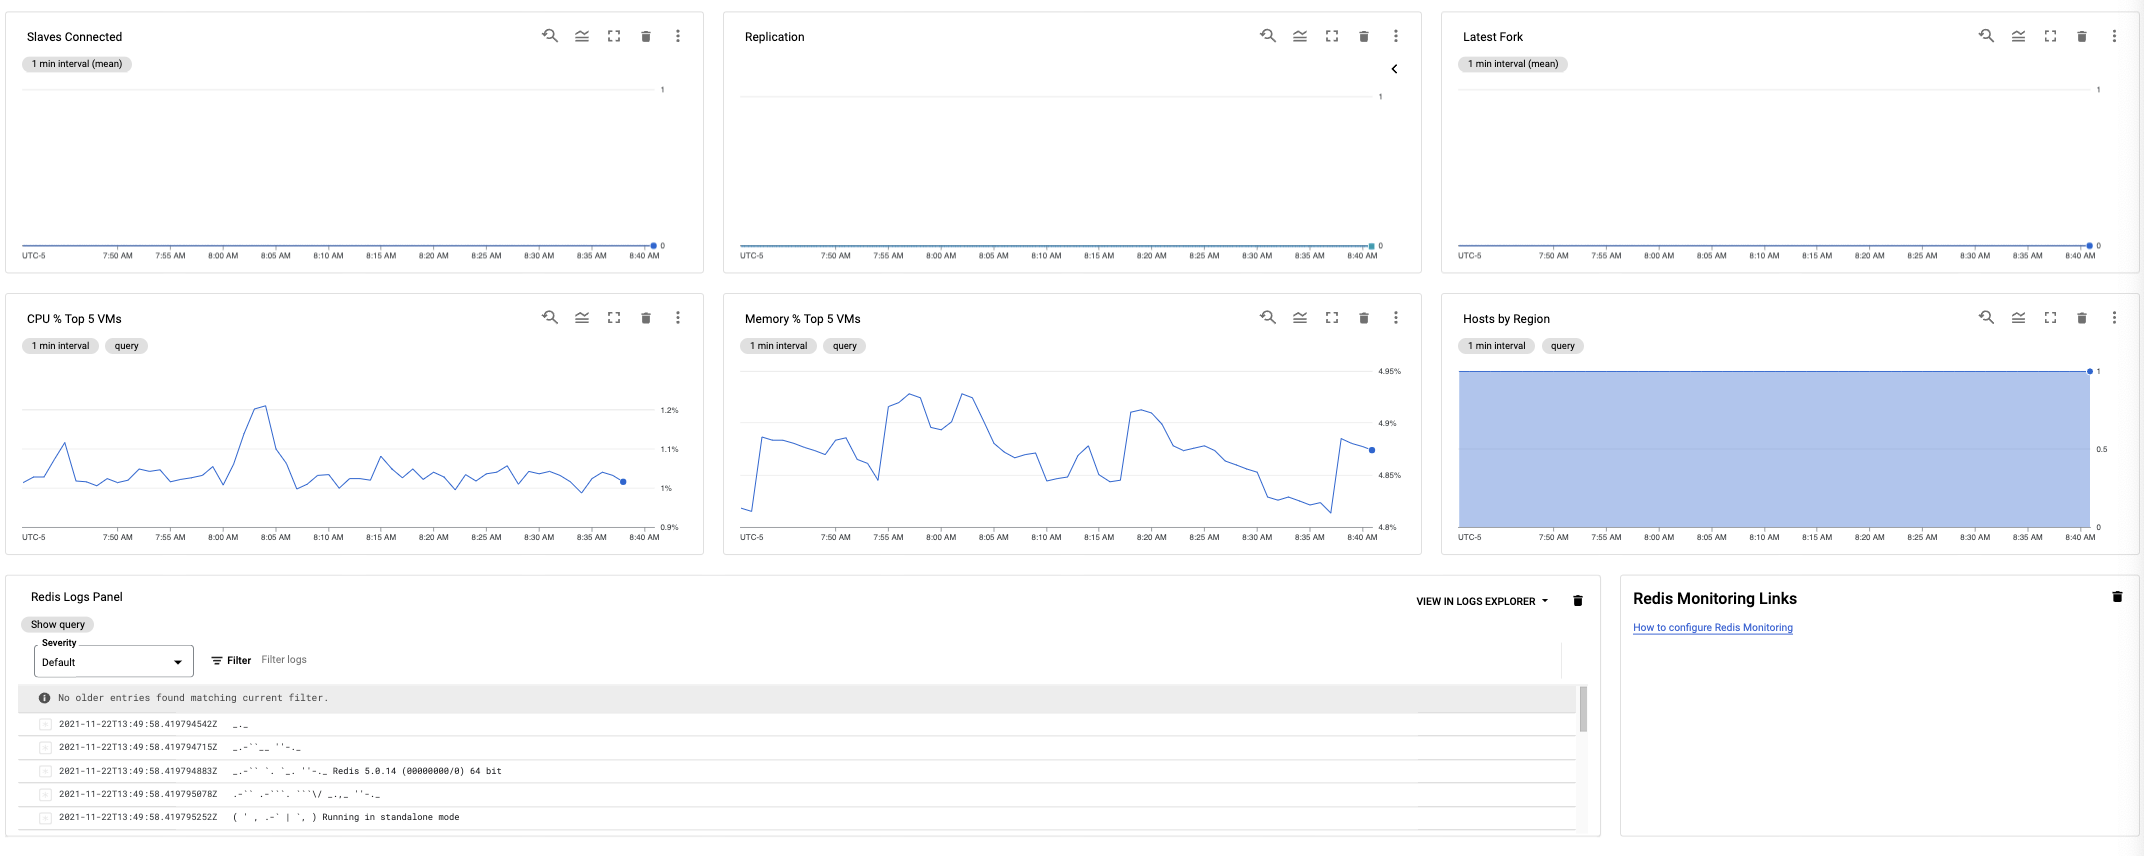 Slaves Connected
1 min interval (mean)
1
0
UTC-5 7:50 AM 7:55 AM 8:00 AM 8:05 AM 8:10 AM 8:15 AM 8:20 AM 8:25 AM 8:30 AM 8:35 AM 8:40 AM
Replication
1
0
UTC-5 7:50 AM 7:55 AM 8:00 AM 8:05 AM 8:10 AM 8:15 AM 8:20 AM 8:25 AM 8:30 AM 8:35 AM 8:40 AM
Latest Fork
1 min interval (mean)
1
0
UTC-5 7:50 AM 7:55 AM 8:00 AM 8:05 AM 8:10 AM 8:15 AM 8:20 AM 8:25 AM 8:30 AM 8:35 AM 8:40 AM
CPU % Top 5 VMs
1 min interval query
1.2%
1.1%
1%
0.9%
UTC-5 7:50 AM 7:55 AM 8:00 AM 8:05 AM 8:10 AM 8:15 AM 8:20 AM 8:25 AM 8:30 AM 8:35 AM 8:40 AM
Memory % Top 5 VMs
1 min interval query
4.95%
4.9%
4.85%
4.8%
UTC-5 7:50 AM 7:55 AM 8:00 AM 8:05 AM 8:10 AM 8:15 AM 8:20 AM 8:25 AM 8:30 AM 8:35 AM 8:40 AM
Hosts by Region
1 min interval query
1
0.5
0
UTC-5 7:50 AM 7:55 AM 8:00 AM 8:05 AM 8:10 AM 8:15 AM 8:20 AM 8:25 AM 8:30 AM 8:35 AM 8:40 AM
Redis Logs Panel
VIEW IN LOGS EXPLORER
Show query
Severity
Default
Filter Filter logs
No older entries found matching current filter.
2021-11-22T13:49:58.419794542Z _._
2021-11-22T13:49:58.419794715Z _.-``__ ''-._
2021-11-22T13:49:58.419794883Z _.-`` `. `_. ''-._ Redis 5.0.14 (00000000/0) 64 bit
2021-11-22T13:49:58.419795078Z .-`` .-```. ```\/ _.,_ ''-._
2021-11-22T13:49:58.419795252Z ( ' , .-` | `, ) Running in standalone mode
Redis Monitoring Links
How to configure Redis Monitoring